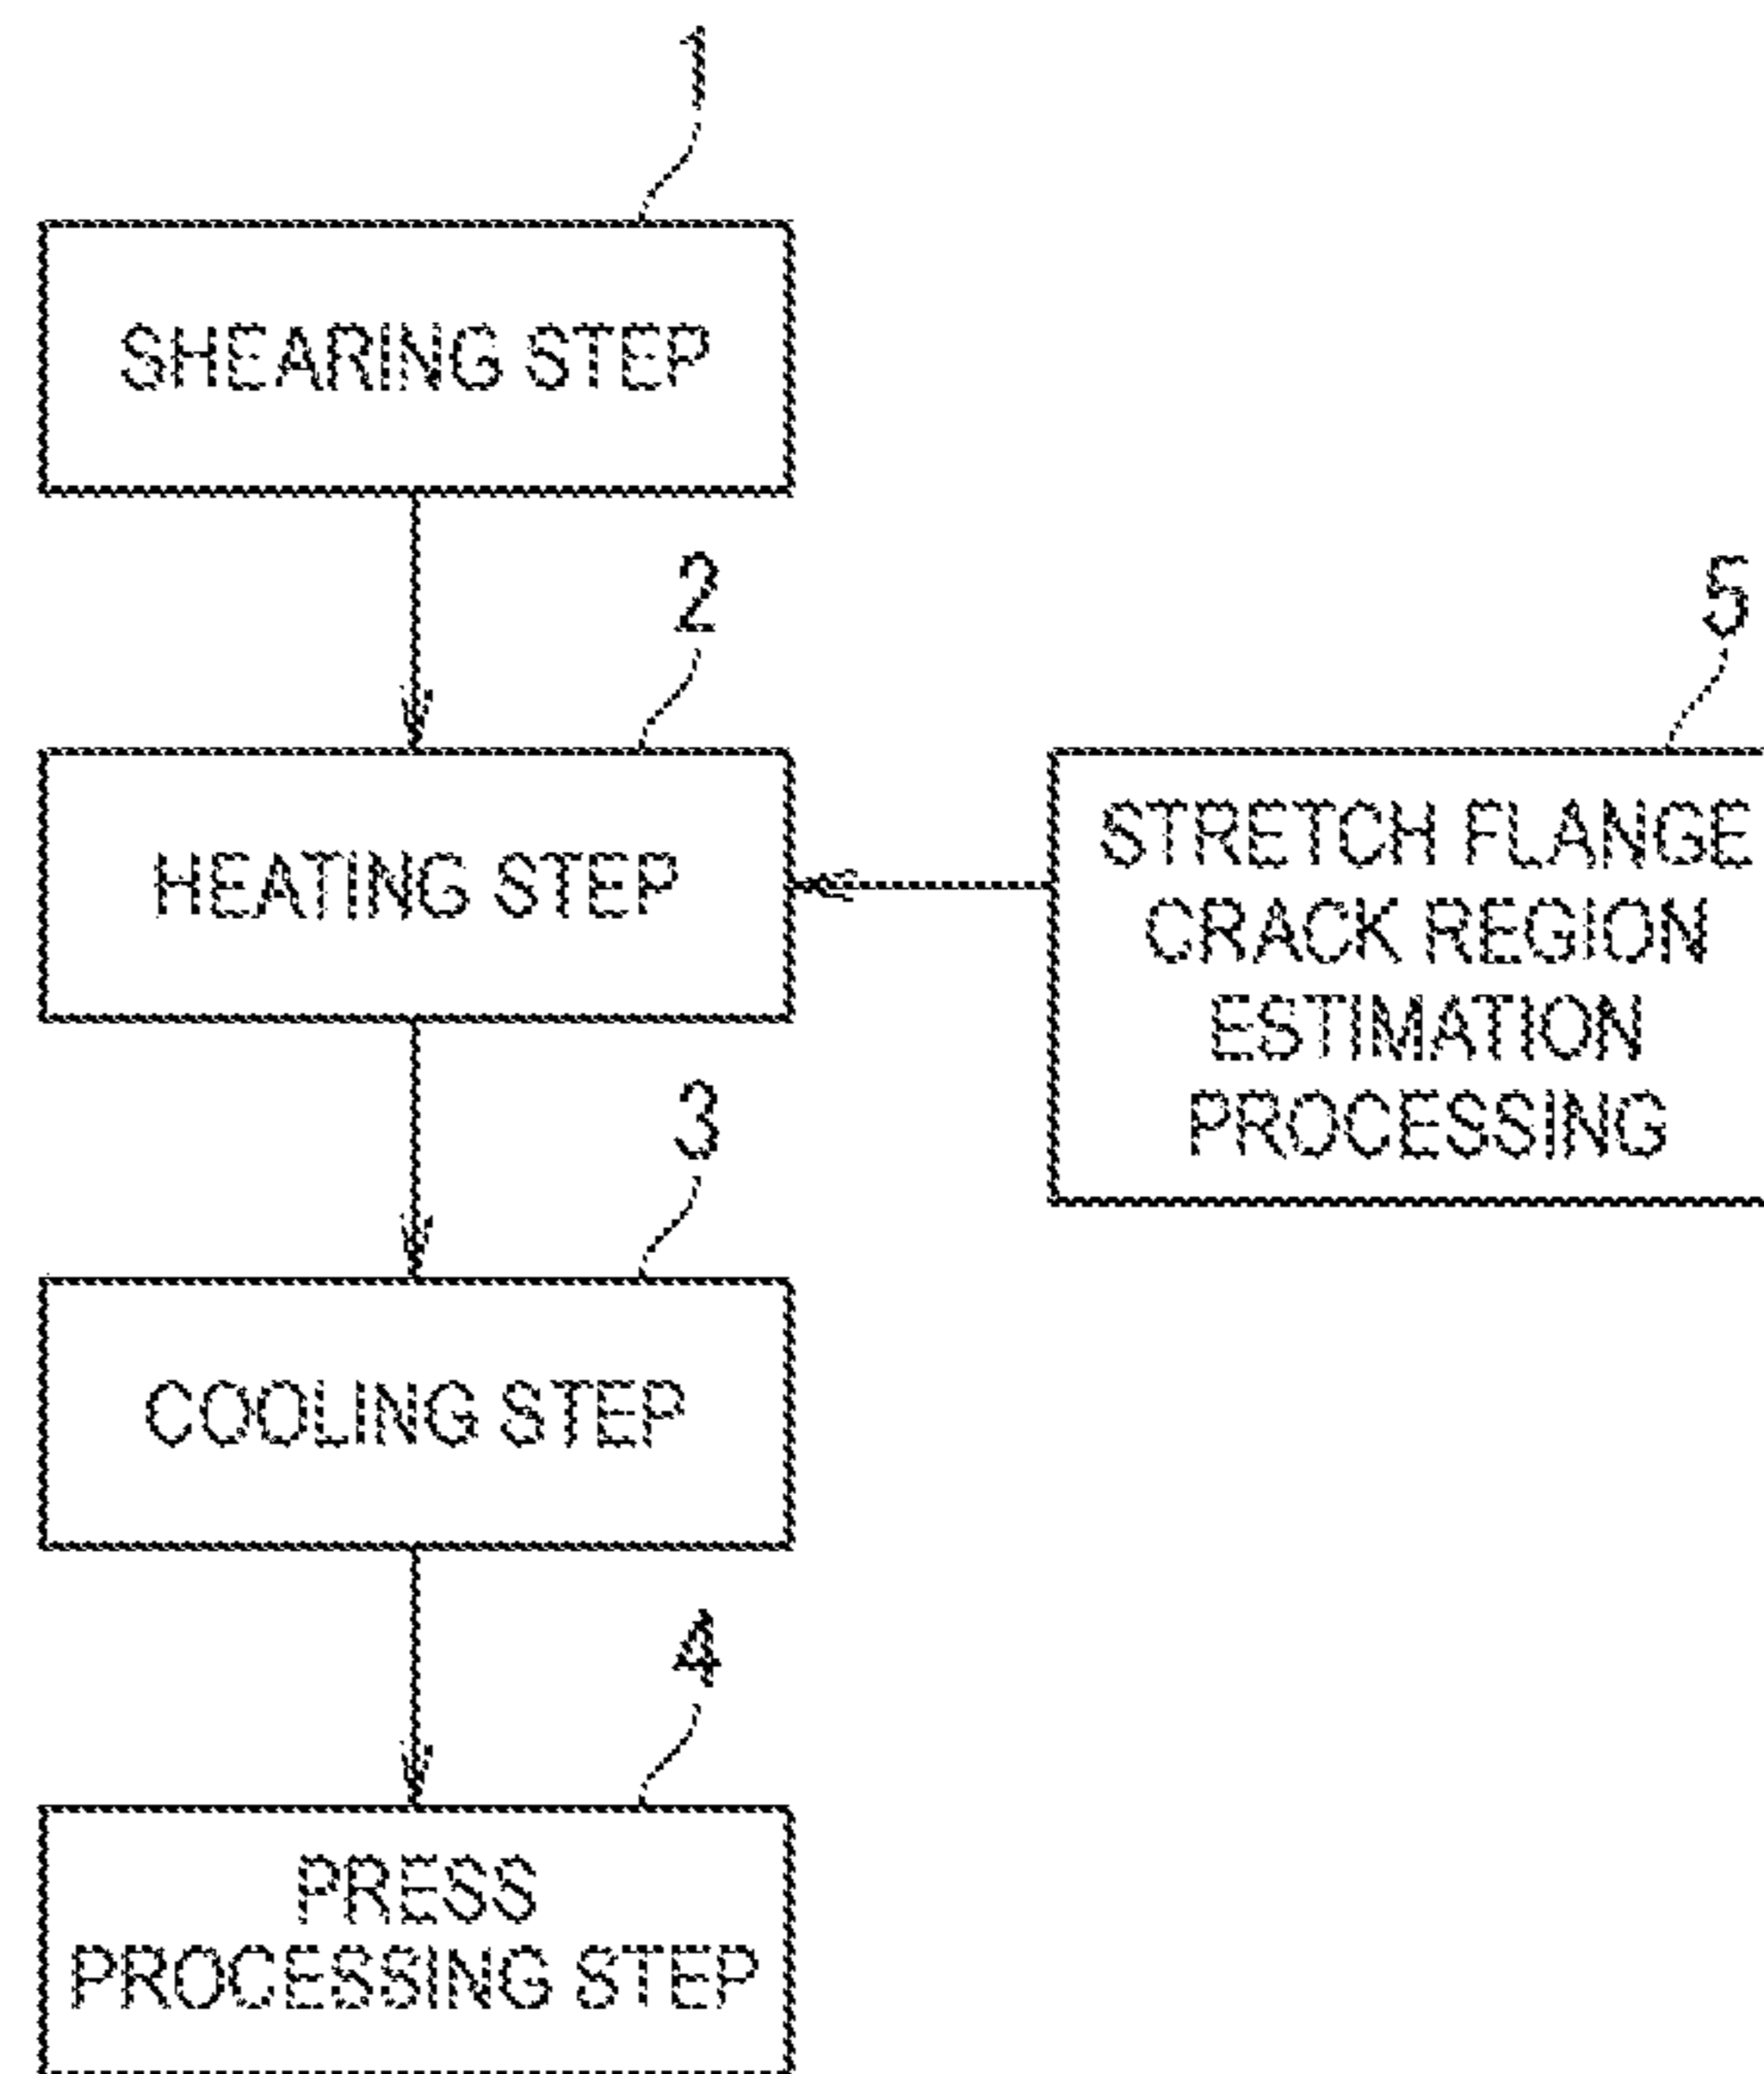 1
SHEARING STEP
2
HEATING STEP
5
STRETCH FLANGE
CRACK REGION
ESTIMATION
PROCESSING
3
COOLING STEP
4
PRESS
PROCESSING STEP